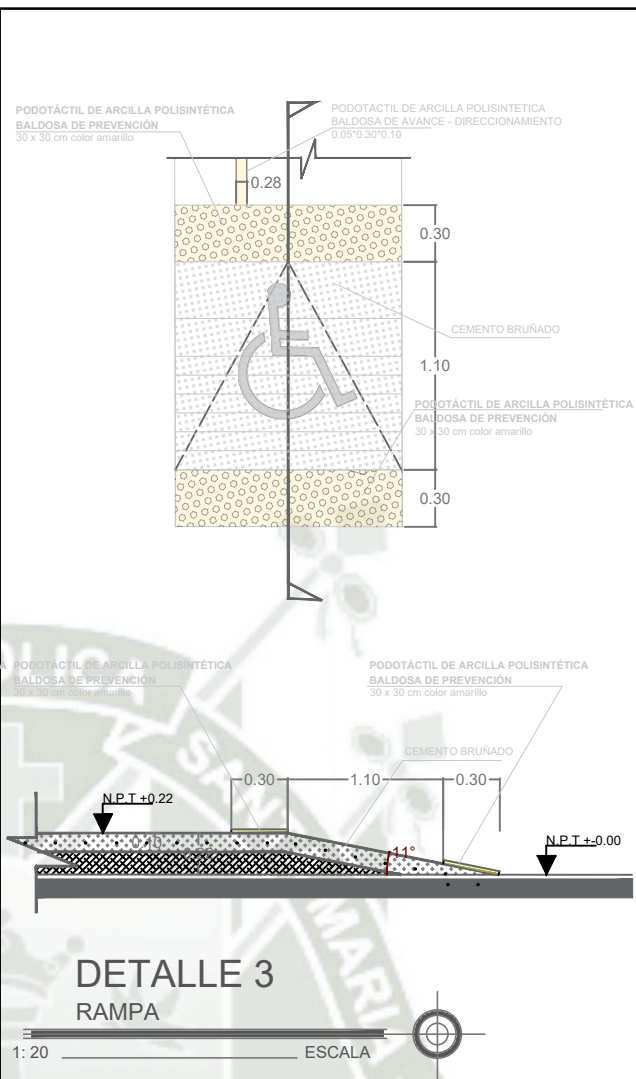 PODOTÁCTIL DE ARCILLA POLISINTÉTICA
BALDOSA DE PREVENCIÓN
30 x 30 cm color amarillo
PODOTACTIL DE ARCILLA POLISINTETICA
BALDOSA DE AVANCE - DIRECCIONAMIENTO
0.05*0.30*0.10
0.28
0.30
CEMENTO BRUÑADO
1.10
PODOTÁCTIL DE ARCILLA POLISINTÉTICA
BALDOSA DE PREVENCIÓN
30 x 30 cm color amarillo
0.30
PODOTÁCTIL DE ARCILLA POLISINTÉTICA
BALDOSA DE PREVENCIÓN
30 x 30 cm color amarillo
PODOTÁCTIL DE ARCILLA POLISINTÉTICA
BALDOSA DE PREVENCIÓN
30 x 30 cm color amarillo
CEMENTO BRUÑADO
0.30
1.10
0.30
N.P.T +0.22
N.P.T +-0.00
11°
DETALLE 3
RAMPA
1: 20
ESCALA
SAN
MARIA